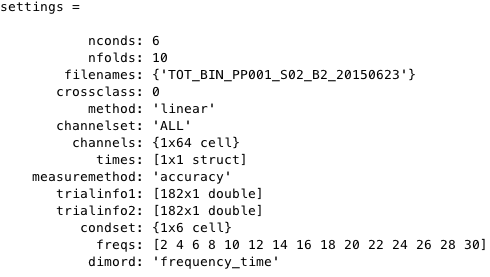 settings =
nconds: 6
nfolds: 10
filenames: {'TOT_BIN_PP001_S02_B2_20150623'}
crossclass: 0
method: 'linear'
channelset: 'ALL'
channels: {1x64 cell}
times: [1x1 struct]
measuremethod: 'accuracy'
trialinfo1: [182x1 double]
trialinfo2: [182x1 double]
condset: {1x6 cell}
freqs: [2 4 6 8 10 12 14 16 18 20 22 24 26 28 30]
dimord: 'frequency_time'